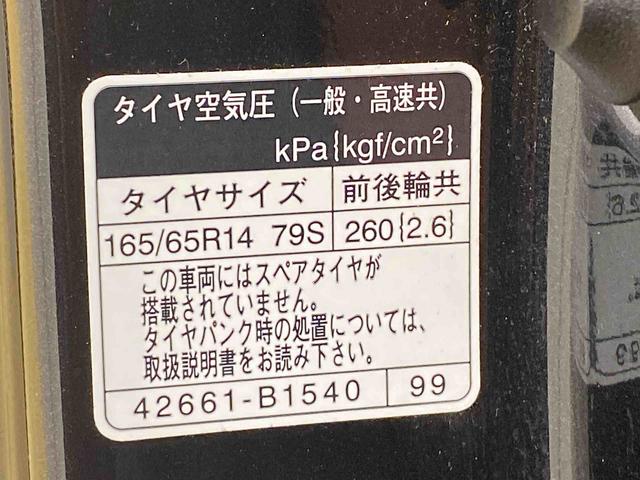 タイヤ空気圧（一般・高速共）
kPa{kgf/cm²}
タイヤサイズ 前後輪共
165/65R14 79S 260{2.6}
この車両にはスペアタイヤが
搭載されていません。
タイヤパンク時の処置については、
取扱説明書をお読み下さい。
42661-B1540 99